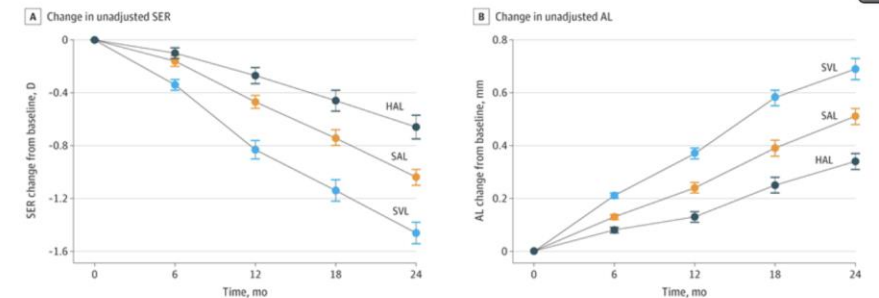 A Change in unadjusted SER
0
-0.4
-0.8
-1.2
-1.6
SER change from baseline, D
HAL
SAL
SVL
0 6 12 18 24
Time, mo
B Change in unadjusted AL
0.8
0.6
0.4
0.2
0
AL change from baseline, mm
SVL
SAL
HAL
0 6 12 18 24
Time, mo